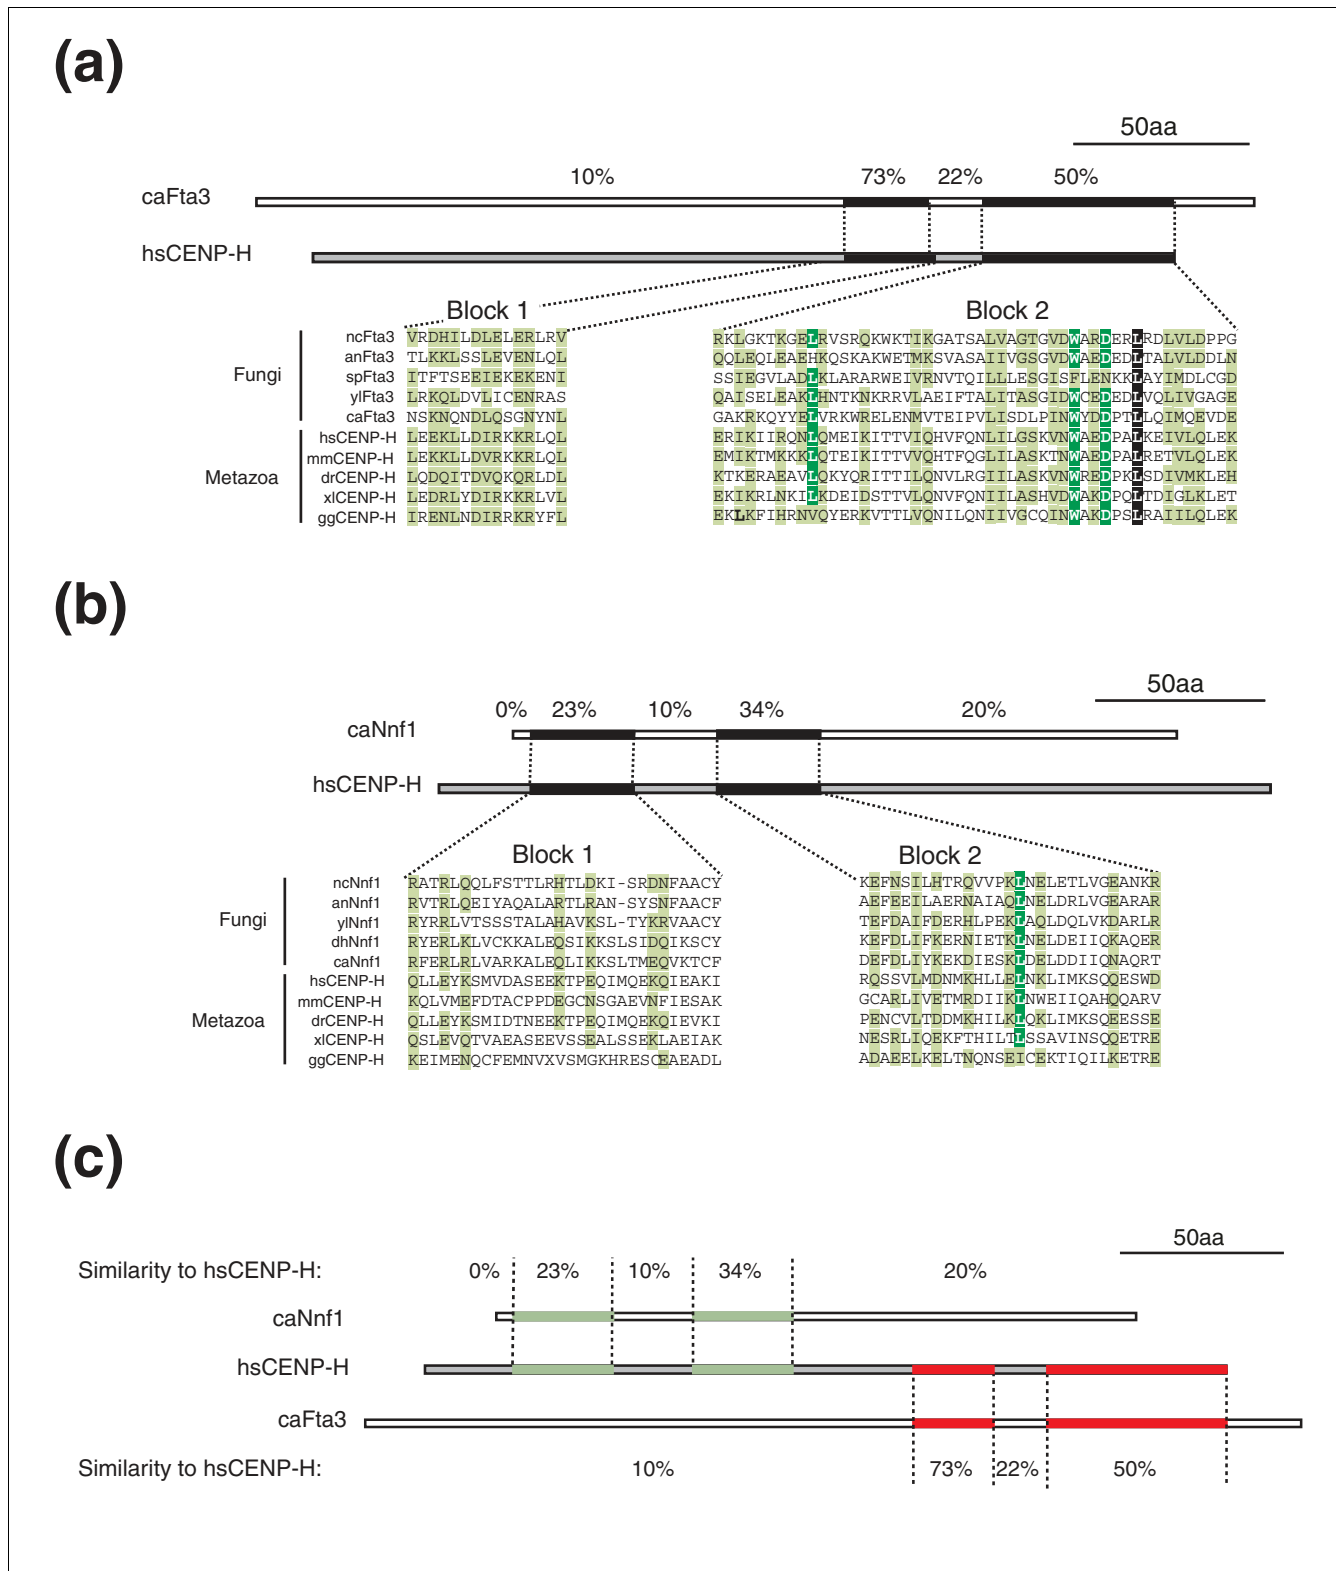 (a)
50aa
10% 73% 22% 50%
caFta3
hsCENP-H
Block 1 Block 2
Fungi
Metazoa
ncFta3 VRDHILDLELERLRV RKLGKTKGELRVSRQKWKTIKGATSALVAGTGVDWARDERLRDLVLDPPG
anFta3 TLKKLSSLEVENLQL QQLEQLEAEHKQSKAKWETMKSVASAIIVGSGVDWAEDEDLTALVLDDLN
spFta3 ITFTSEEIEKEKENI SSIEGVLADLKLARARWEIVRNVTQILLLESGISFLENKKLAYIMDLCGD
ylFta3 LRKQLDVLICENRAS QAISELEAKLHNTKNKRRVLAEIFTALITASGIDWCEDEDLVQLIVGAGE
caFta3 NSKNQNDLQSGNYNL GAKRKQYYELVRKWRELENMVTEIPVLISDLPINWYDDPTLLQIMQEVDE
hsCENP-H LEEKLLDIRKKRLQL ERIKIIRQNLQMEIKITTVIQHVFQNLILGSKVNWAEDPALKEIVLQLEK
mmCENP-H LEKKLLDVRKKRLQL EMIKTMKKKLQTEIKITTVVQHTFQGLILASKTNWAEDPALRETVLQLEK
drCENP-H LQDQITDVQKQRLDL KTKERAEAVLQKYQRITTILQNVLRGIILASKVNWREDPKLSDIVMKLEH
xlCENP-H LEDRLYDIRKKRLVL EKIKRLNKILKDEIDSTTVLQNVFQNIILASHVDWAKDPQLTDIGLKLET
ggCENP-H IRENLNDIRRKRYFL EKLKFIHRNVQYERKVTTLVQNILQNIIVGCQINWAKDPSLRAIILQLEK
(b)
50aa
0% 23% 10% 34% 20%
caNnf1
hsCENP-H
Block 1 Block 2
Fungi
Metazoa
ncNnf1 RATRLQQLFSTTLRHTLDKI-SRDNFAACY KEFNSILHTRQVVPKLNELETLVGEANKR
anNnf1 RVTRLQEIYAQALARTLRAN-SYSNFAACF AEFEEILAERNAIAQLNELDRLVGEARAR
ylNnf1 RYRRLVTSSSTALAHAVKSL-TYKRVAACY TEFDAIFDERHLPEKLAQLDQLVKDARLR
dhNnf1 RYERLKLVCKKALEQSIKKSLSIDQIKSCY KEFDLIFKERNIETKLNELDEIIQKAQER
caNnf1 RFERLRLVARKALEQLIKKSLTMEQVKTCF DEFDLIYKEKDIESKLDELDDIIQNAQRT
hsCENP-H QLLEYKSMVDASEEKTPEQIMQEKQIEAKI RQSSVLMDNMKHLLELNKLIMKSQQESWD
mmCENP-H KQLVMEFDTACPPDEGCNSGAEVNFIESAK GCARLIVETMRDIIKLNWEIIQAHQQARV
drCENP-H QLLEYKSMIDTNEEKTPEQIMQEKQIEVKI PENCVLTDDMKHILKLQKLIMKSQEESSE
xlCENP-H QSLEVQTVAEASEEVSSEALSSEKLAEIAK NESRLIQEKFTHILTLSSAVINSQQETRE
ggCENP-H KEIMENQCFEMNVXVSMGKHRESCEAEADL ADAEELKELTNQNSEICEKTIQILKETRE
(c)
50aa
Similarity to hsCENP-H: 0% 23% 10% 34% 20%
caNnf1
hsCENP-H
caFta3
Similarity to hsCENP-H: 10% 73% 22% 50%